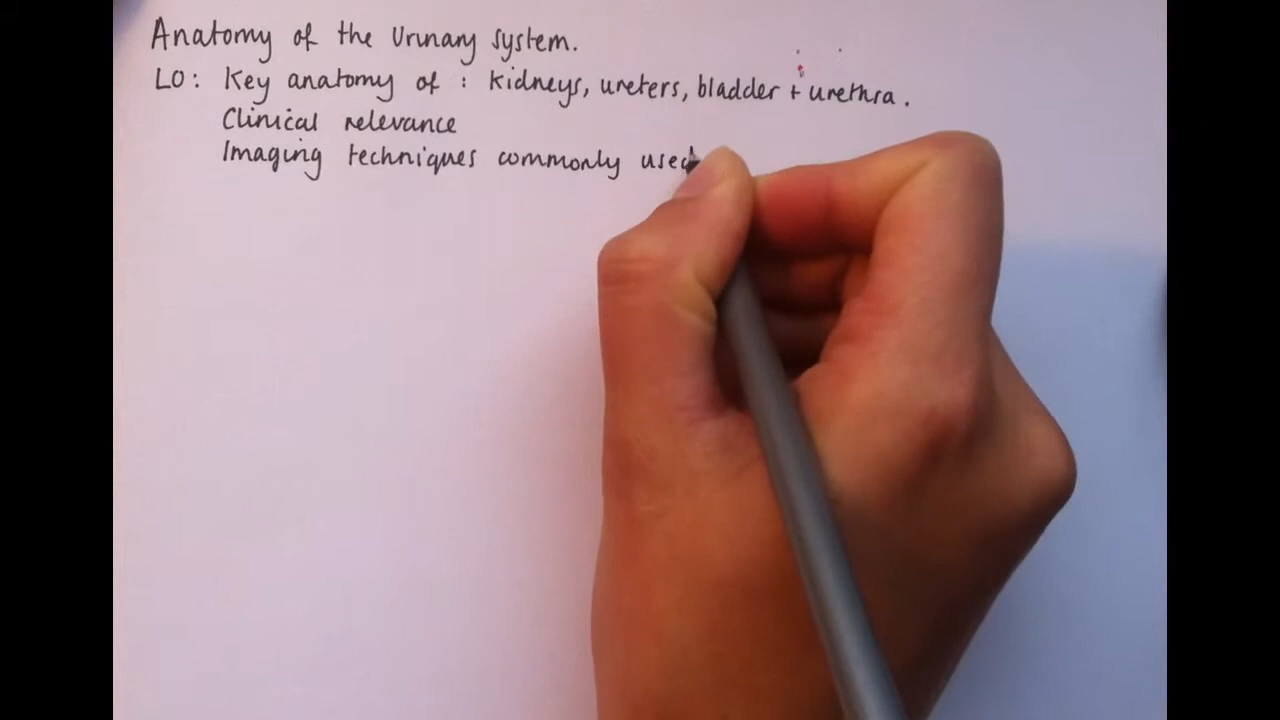 Anatomy of the Urinary system.
LO: Key anatomy of : kidneys, ureters, bladder + urethra.
Clinical relevance
Imaging techniques commonly used